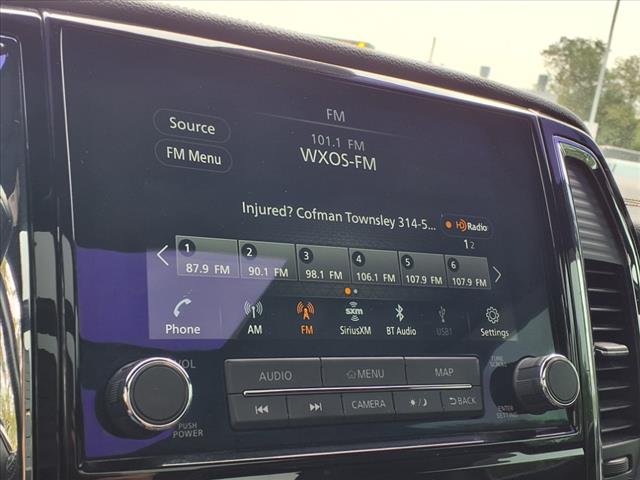 FM
Source
101.1 FM
WXOS-FM
FM Menu
Injured? Cofman Townsley 314-5... HD Radio
1 2
1 2 3 4 5 6
87.9 FM 90.1 FM 98.1 FM 106.1 FM 107.9 FM 107.9 FM
sxm
Phone AM FM SiriusXM BT Audio USB1 Settings
VOL
TUNE
SCROLL
AUDIO MENU MAP
CAMERA BACK
PUSH
POWER
ENTER
SETTING